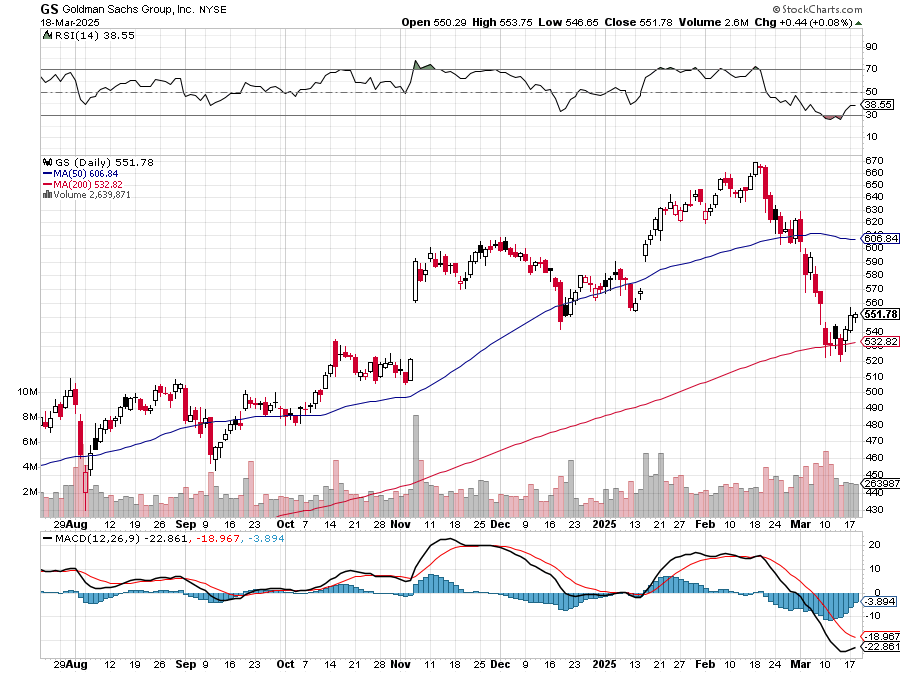 GS Goldman Sachs Group, Inc. NYSE © StockCharts.com
18-Mar-2025 Open 550.29 High 553.75 Low 546.65 Close 551.78 Volume 2.6M Chg +0.44 (+0.08%)
RSI(14) 38.55
90
70
50
38.55
30
10
GS (Daily) 551.78
MA(50) 606.84
MA(200) 532.82
Volume 2,639,871
670
660
650
640
630
620
606.84
600
590
580
570
560
551.78
540
532.82
530
520
510
500
490
480
470
460
450
263987
440
430
10M
8M
6M
4M
2M
29 Aug 12 19 26 Sep 9 16 23 Oct 7 14 21 28 Nov 11 18 25 Dec 9 16 23 2025 13 21 27 Feb 10 18 24 Mar 10 17
MACD(12,26,9) -22.861, -18.967, -3.894
20
10
0
-3.894
-10
-18.967
-22.861
29 Aug 12 19 26 Sep 9 16 23 Oct 7 14 21 28 Nov 11 18 25 Dec 9 16 23 2025 13 21 27 Feb 10 18 24 Mar 10 17